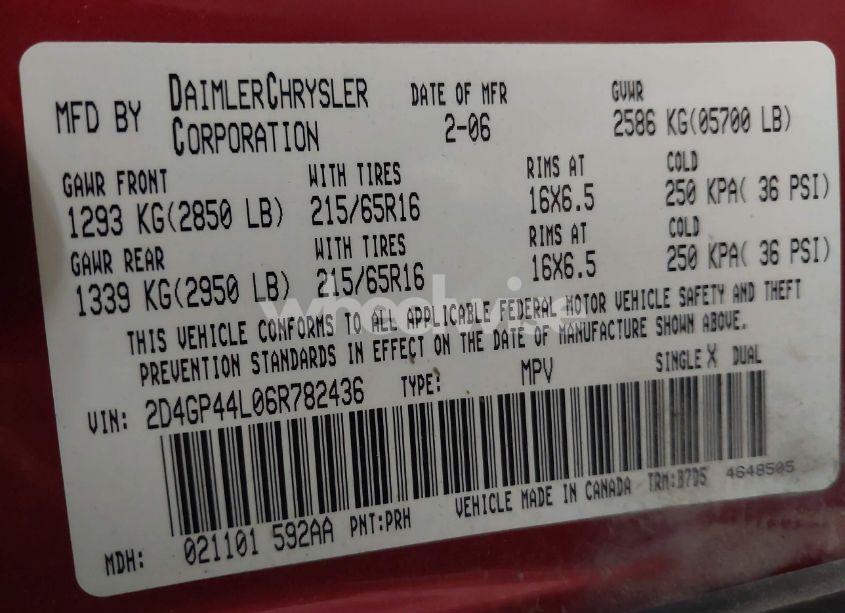 MFD BY DAIMLERCHRYSLER CORPORATION
DATE OF MFR 2-06
GVWR 2586 KG(05700 LB)
GAWR FRONT WITH TIRES RIMS AT COLD
1293 KG(2850 LB) 215/65R16 16X6.5 250 KPA( 36 PSI)
GAWR REAR WITH TIRES RIMS AT COLD
1339 KG(2950 LB) 215/65R16 16X6.5 250 KPA( 36 PSI)
THIS VEHICLE CONFORMS TO ALL APPLICABLE FEDERAL MOTOR VEHICLE SAFETY AND THEFT
PREVENTION STANDARDS IN EFFECT ON THE DATE OF MANUFACTURE SHOWN ABOVE.
VIN: 2D4GP44L06R782436 TYPE: MPV SINGLE X DUAL
MDH: 021101 592AA PNT:PRH VEHICLE MADE IN CANADA TRM:B7D5 4648505